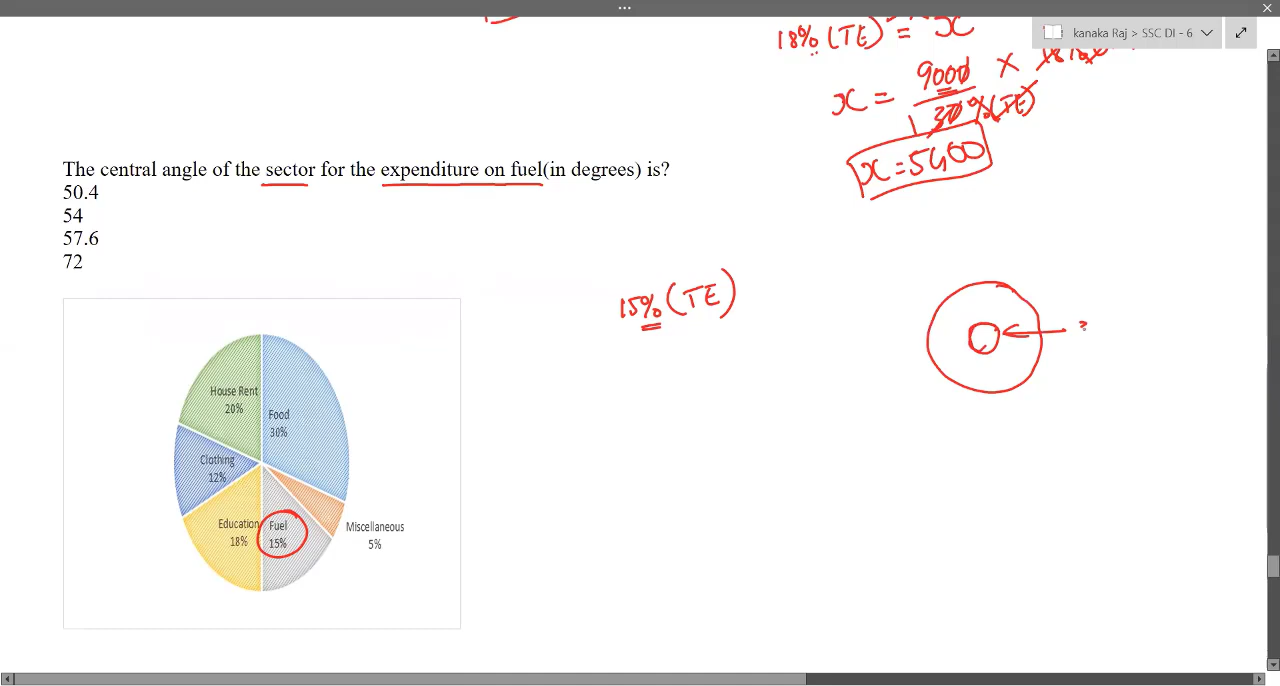 ...
kanaka Raj > SSC DI - 6
18% (TE) = x
x = 9000 ×
30% (TE)
x = 5400
The central angle of the sector for the expenditure on fuel(in degrees) is?
50.4
54
57.6
72
15% (TE)
House Rent
20%
Food
30%
Clothing
12%
Education
18%
Fuel
15%
Miscellaneous
5%